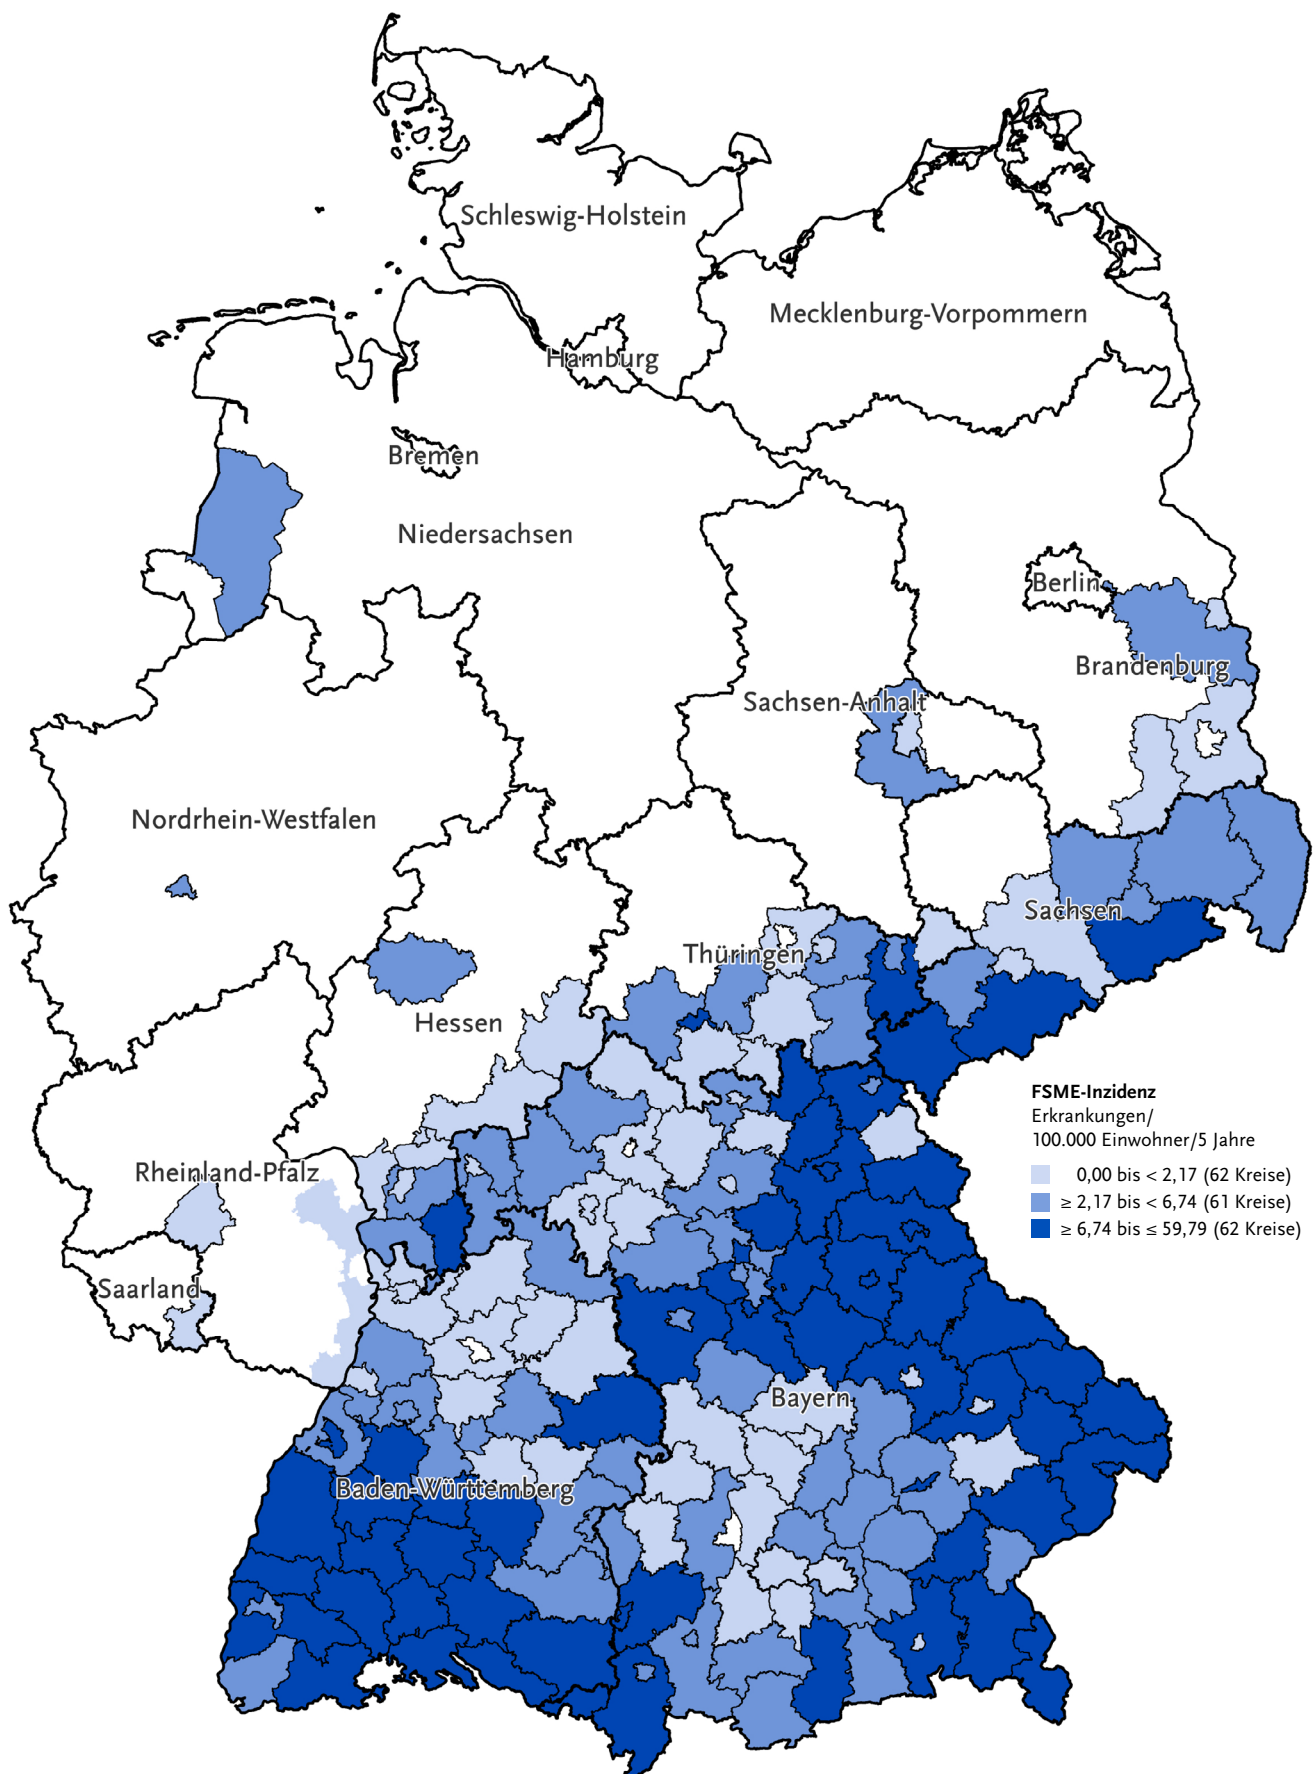 Schleswig-Holstein
Mecklenburg-Vorpommern
Hamburg
Bremen
Niedersachsen
Berlin
Brandenburg
Sachsen-Anhalt
Nordrhein-Westfalen
Sachsen
Thüringen
Hessen
FSME-Inzidenz
Erkrankungen/
100.000 Einwohner/5 Jahre
0,00 bis < 2,17 (62 Kreise)
≥ 2,17 bis < 6,74 (61 Kreise)
≥ 6,74 bis ≤ 59,79 (62 Kreise)
Rheinland-Pfalz
Saarland
Bayern
Baden-Württemberg